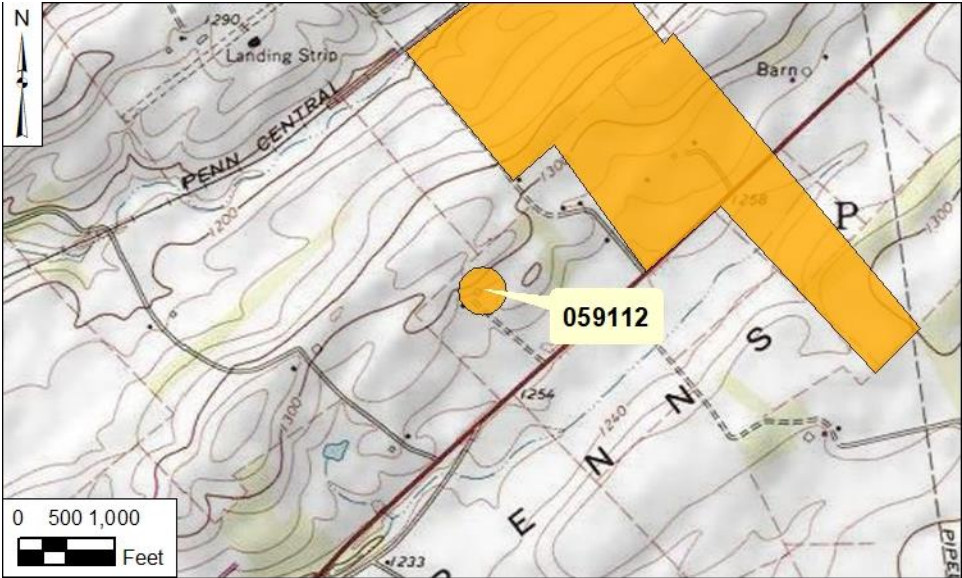 N
1290
Landing Strip
Barn
PENN CENTRAL
1300
1258
P
1300
1200
059112
S
N
1254
1240
1300
N
E
0 500 1,000
Feet
1233
PIPEL